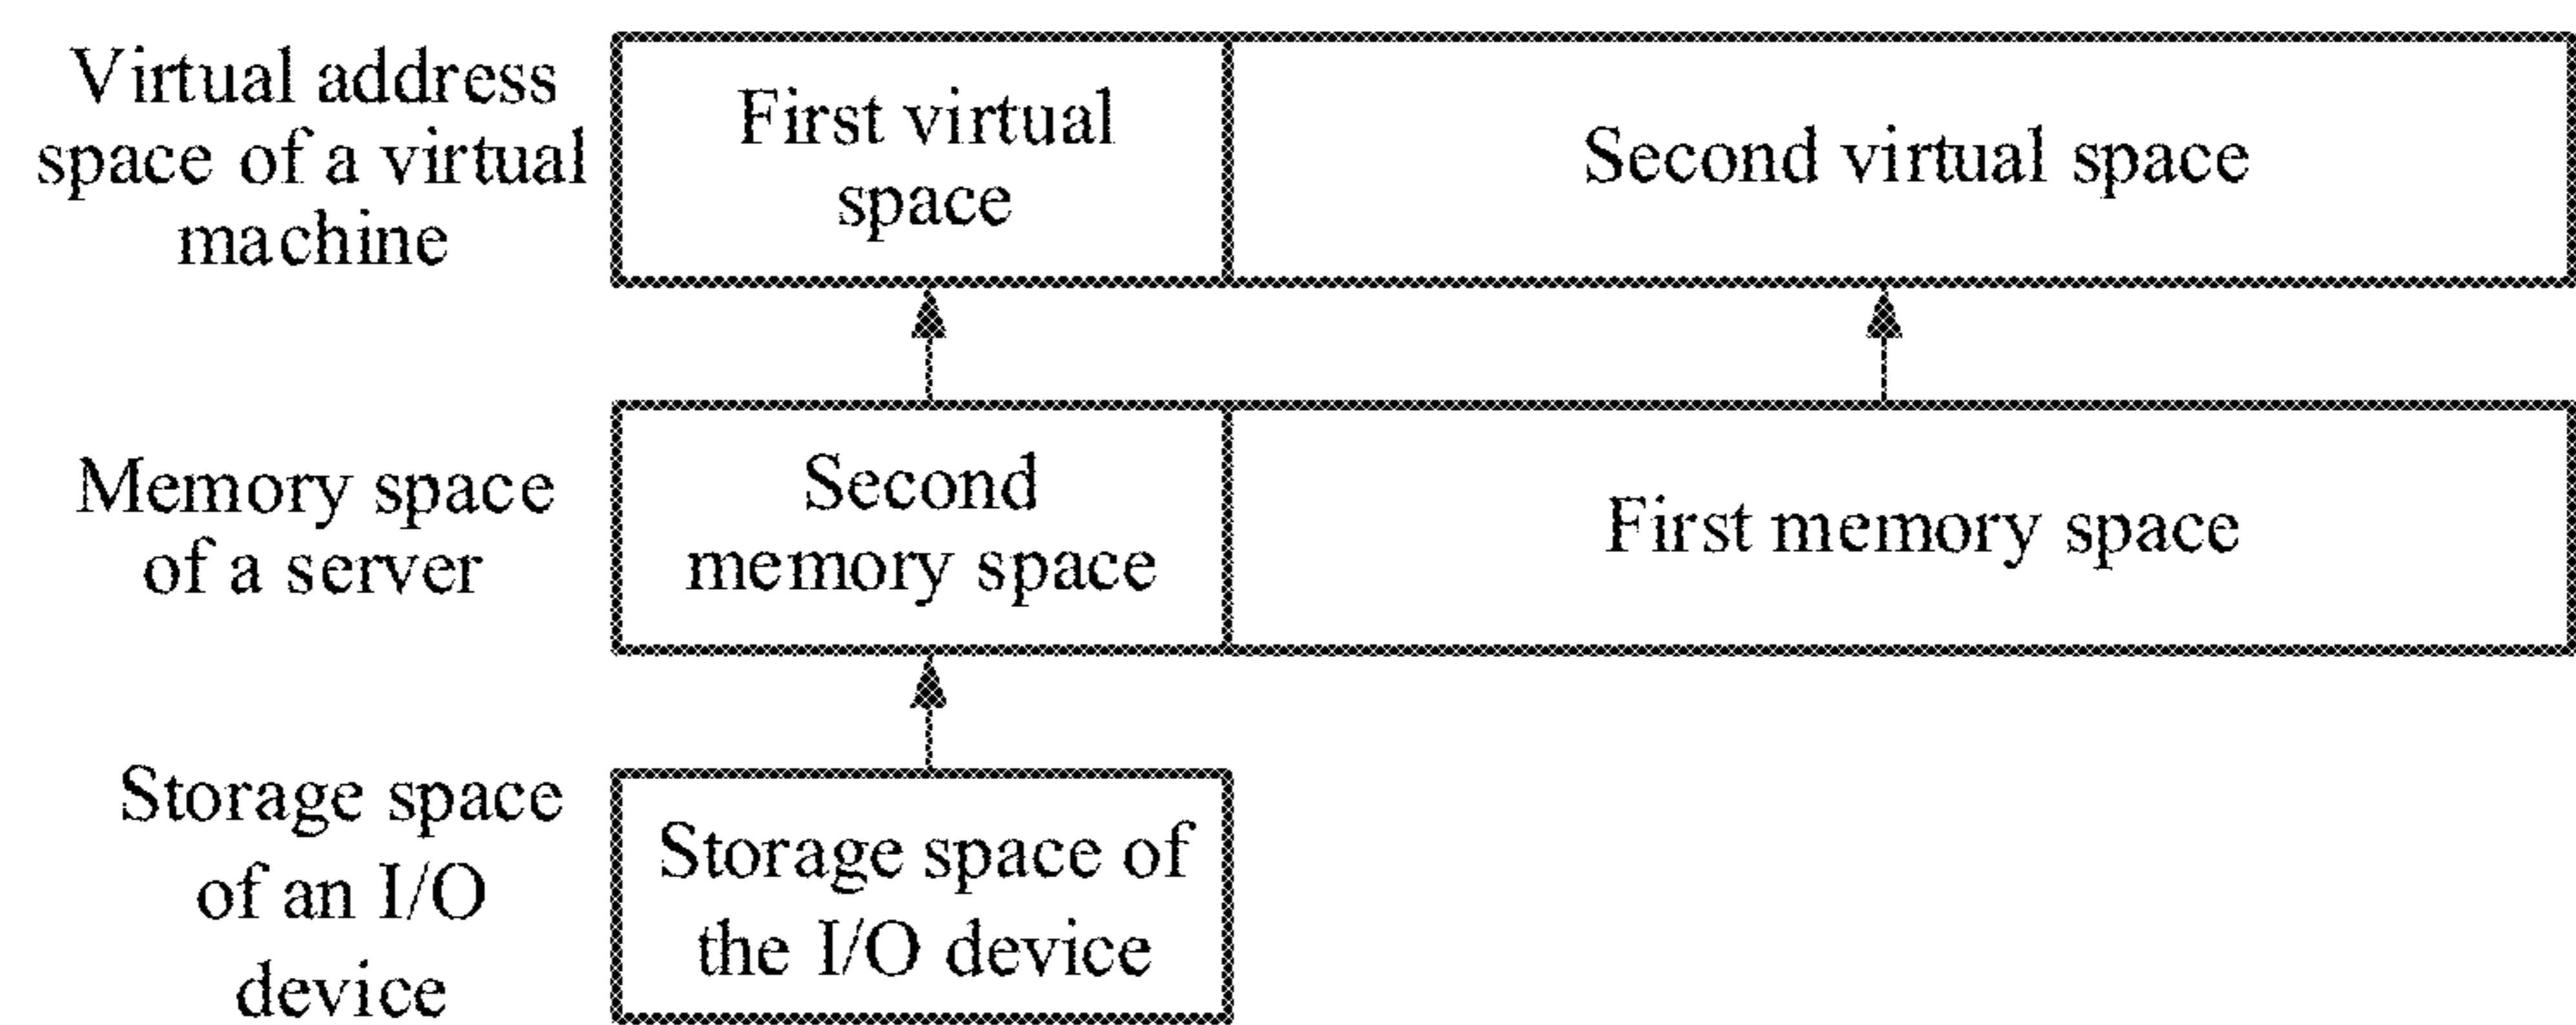 Virtual address
space of a virtual
machine
First virtual
space
Second virtual space
Memory space
of a server
Second
memory space
First memory space
Storage space
of an I/O
device
Storage space of
the I/O device